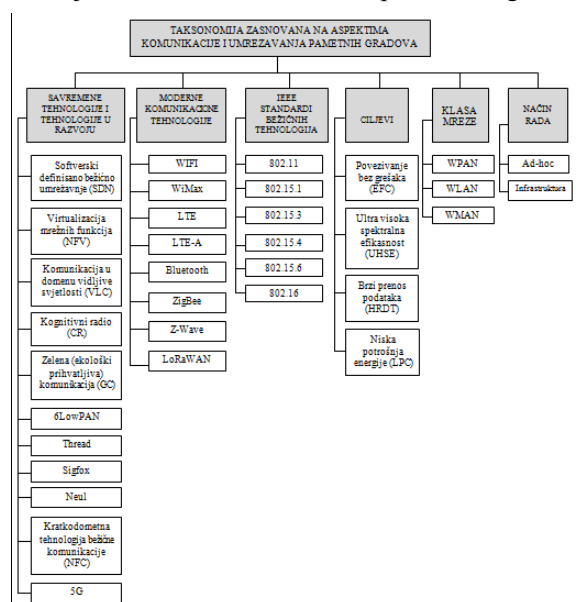 TAKSONOMIJA ZASNOVANA NA ASPEKTIMA
KOMUNIKACIJE I UMREZAVANJA PAMETNIH GRADOVA
SAVREMENE
TEHNOLOGIJE I
TEHNOLOGIJE U
RAZVOJU
Softverski
definisano bežično
umrežavnje (SDN)
Virtualizacija
mrežnih funkcija
(NFV)
Komunikacija u
domenu vidljive
svjetlosti (VLC)
Kognitivni radio
(CR)
Zelena (ekološki
prihvatljiva)
komunikacija (GC)
6LowPAN
Thread
Sigfox
Neul
Kratkodometna
tehnologija bežične
komunikacije
(NFC)
5G
MODERNE
KOMUNIKACIONE
TEHNOLOGIJE
WIFI
WiMax
LTE
LTE-A
Bluetooth
ZigBee
Z-Wave
LoRaWAN
IEEE
STANDARDI
BEŽIČNIH
TEHNOLOGIJA
802.11
802.15.1
802.15.3
802.15.4
802.15.6
802.16
CILJEVI
Povezivanje
bez grešaka
(EFC)
Ultra visoka
spektralna
efikasnost
(UHSE)
Brzi prenos
podataka
(HRDT)
Niska
potrošnja
energije (LPC)
KLASA
MREZE
WPAN
WLAN
WMAN
NAČIN
RADA
Ad-hoc
Infrastruktura